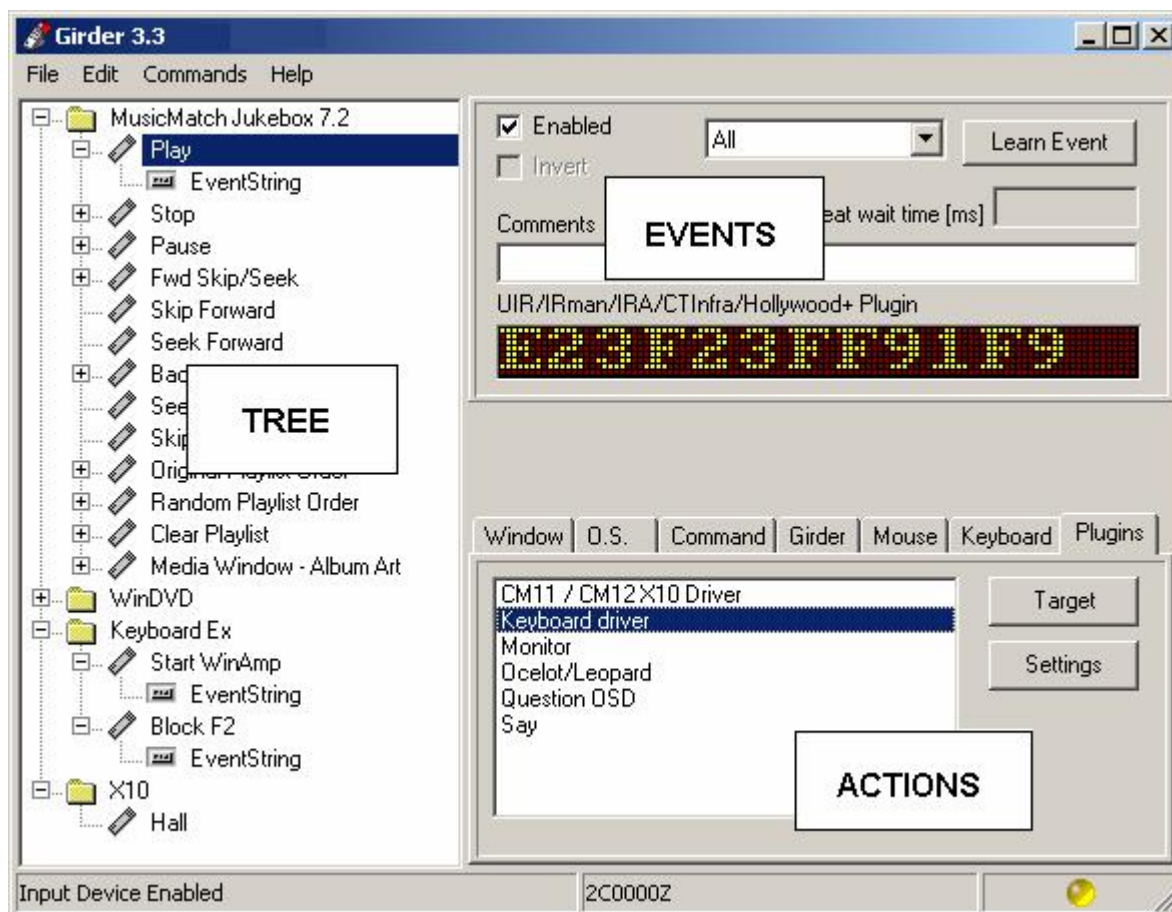 Girder 3.3
File Edit Commands Help
MusicMatch Jukebox 7.2
Play
EventString
Stop
Pause
Fwd Skip/Seek
Skip Forward
Seek Forward
TREE
Random Playlist Order
Clear Playlist
Media Window - Album Art
WinDVD
Keyboard Ex
Start WinAmp
EventString
Block F2
EventString
X10
Hall
Enabled
All
Learn Event
Invert
Comments
EVENTS
wait time [ms]
UIR/IRman/IRA/CTInfra/Hollywood+ Plugin
E23F23FF91F9
Window O.S. Command Girder Mouse Keyboard Plugins
CM11 / CM12 X10 Driver
Keyboard driver
Monitor
Ocelot/Leopard
Question OSD
Say
Target
Settings
ACTIONS
Input Device Enabled
2C0000Z